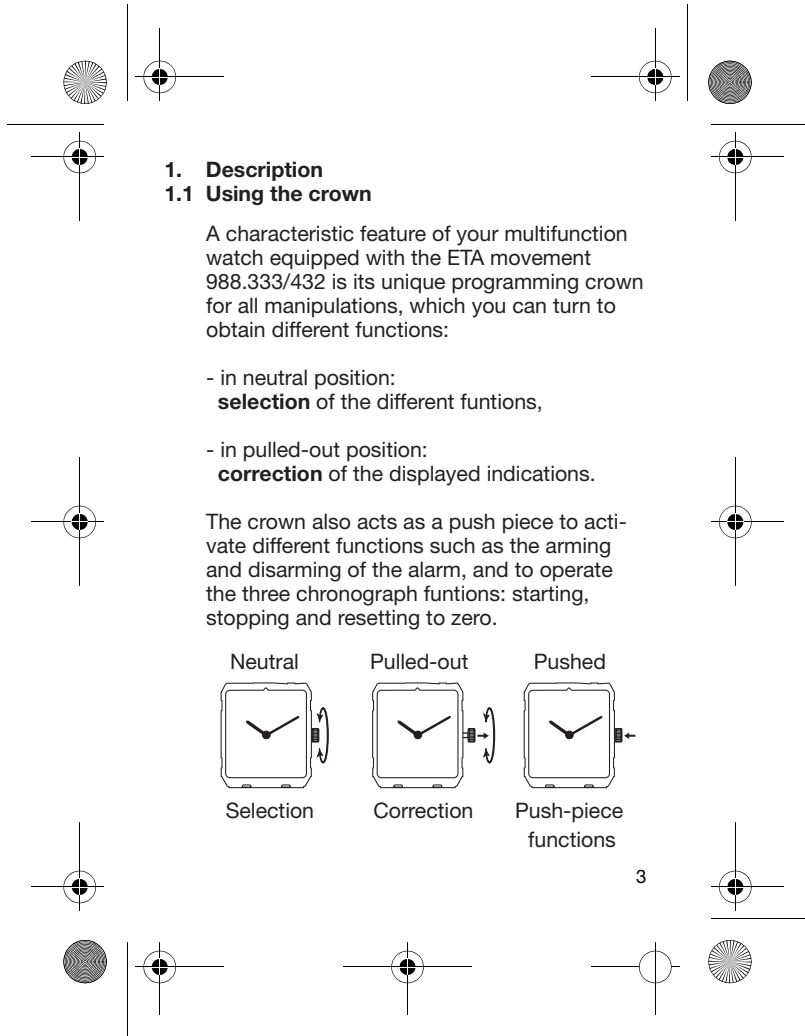 1. Description
1.1 Using the crown
A characteristic feature of your multifunction
watch equipped with the ETA movement
988.333/432 is its unique programming crown
for all manipulations, which you can turn to
obtain different functions:
- in neutral position:
selection of the different funtions,
- in pulled-out position:
correction of the displayed indications.
The crown also acts as a push piece to acti-
vate different functions such as the arming
and disarming of the alarm, and to operate
the three chronograph funtions: starting,
stopping and resetting to zero.
Neutral Pulled-out Pushed
Selection Correction Push-piece
functions
3